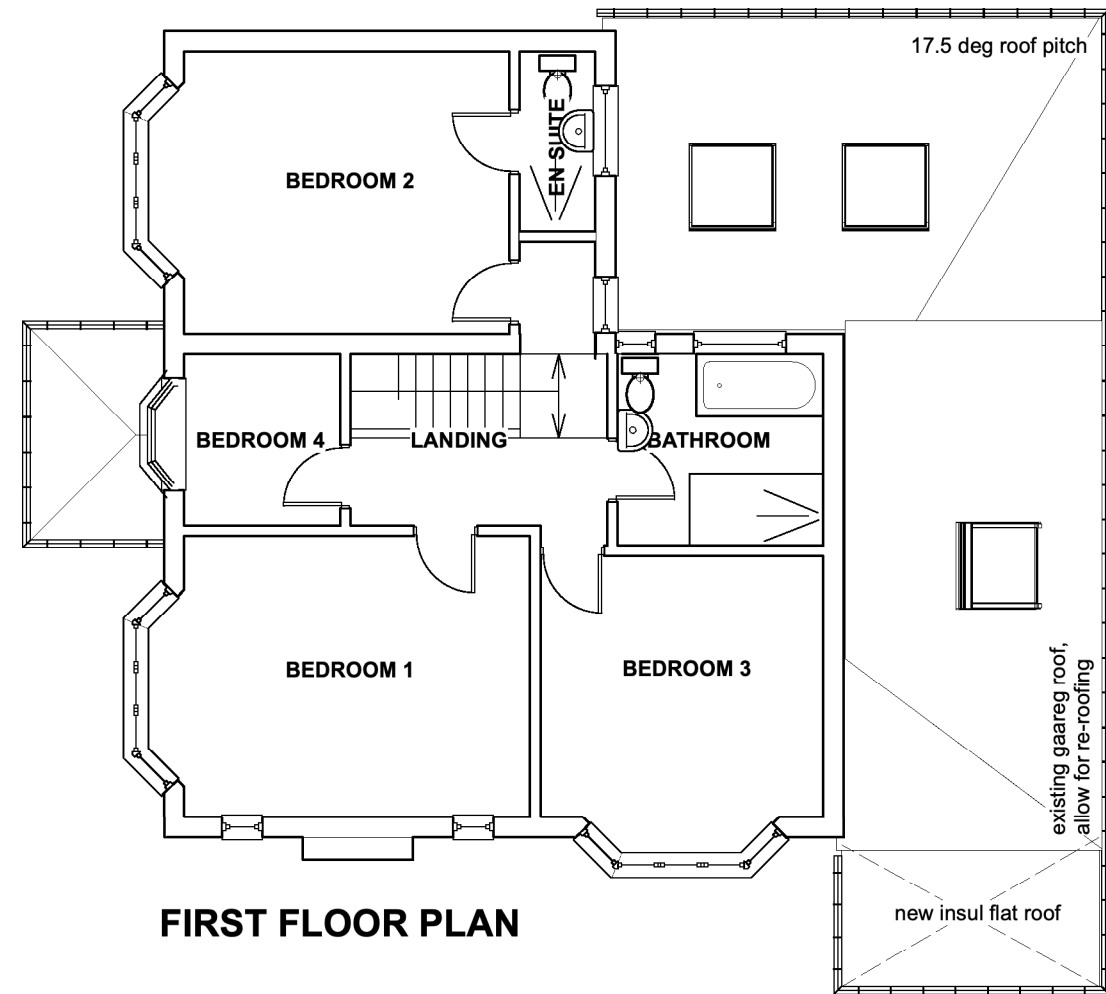 17.5 deg roof pitch
EN SUITE
BEDROOM 2
BEDROOM 4
LANDING
BATHROOM
BEDROOM 1
BEDROOM 3
existing gaareg roof,
allow for re-roofing
new insul flat roof
FIRST FLOOR PLAN